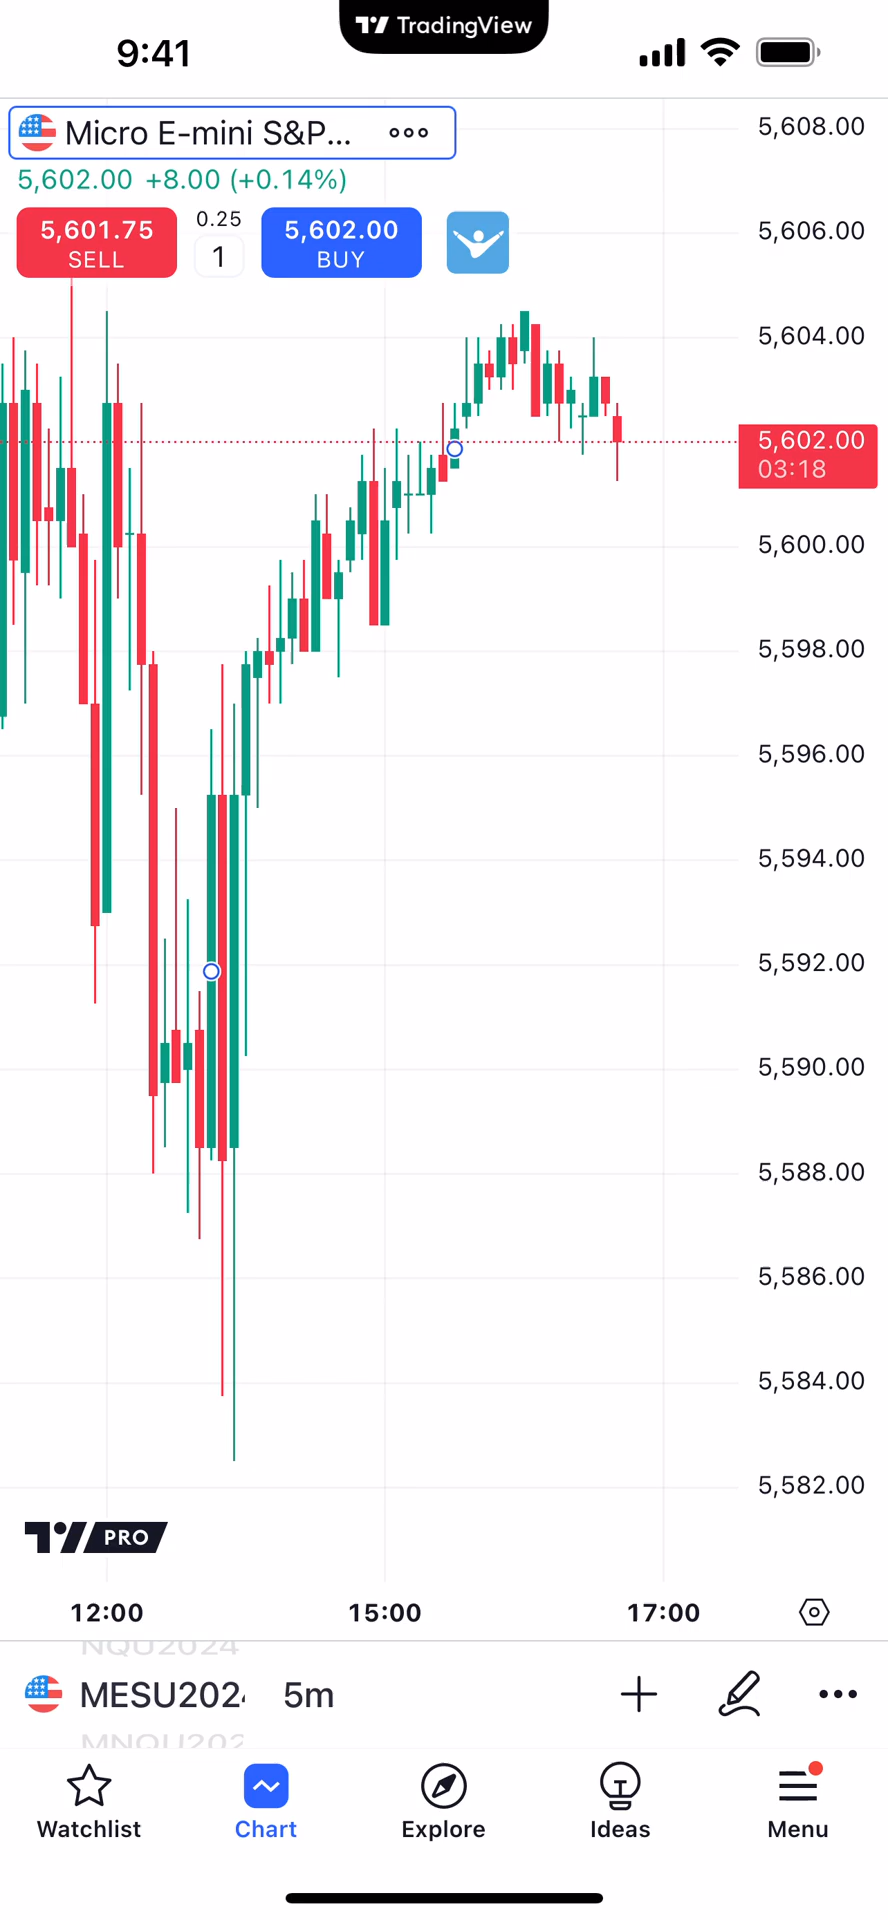 TradingView
9:41
Micro E-mini S&P...
5,602.00 +8.00 (+0.14%)
5,601.75
SELL
0.25
1
5,602.00
BUY
5,608.00
5,606.00
5,604.00
5,602.00
03:18
5,600.00
5,598.00
5,596.00
5,594.00
5,592.00
5,590.00
5,588.00
5,586.00
5,584.00
5,582.00
PRO
12:00 15:00 17:00
NQU2024
MESU202 5m
MNQU202
Watchlist Chart Explore Ideas Menu